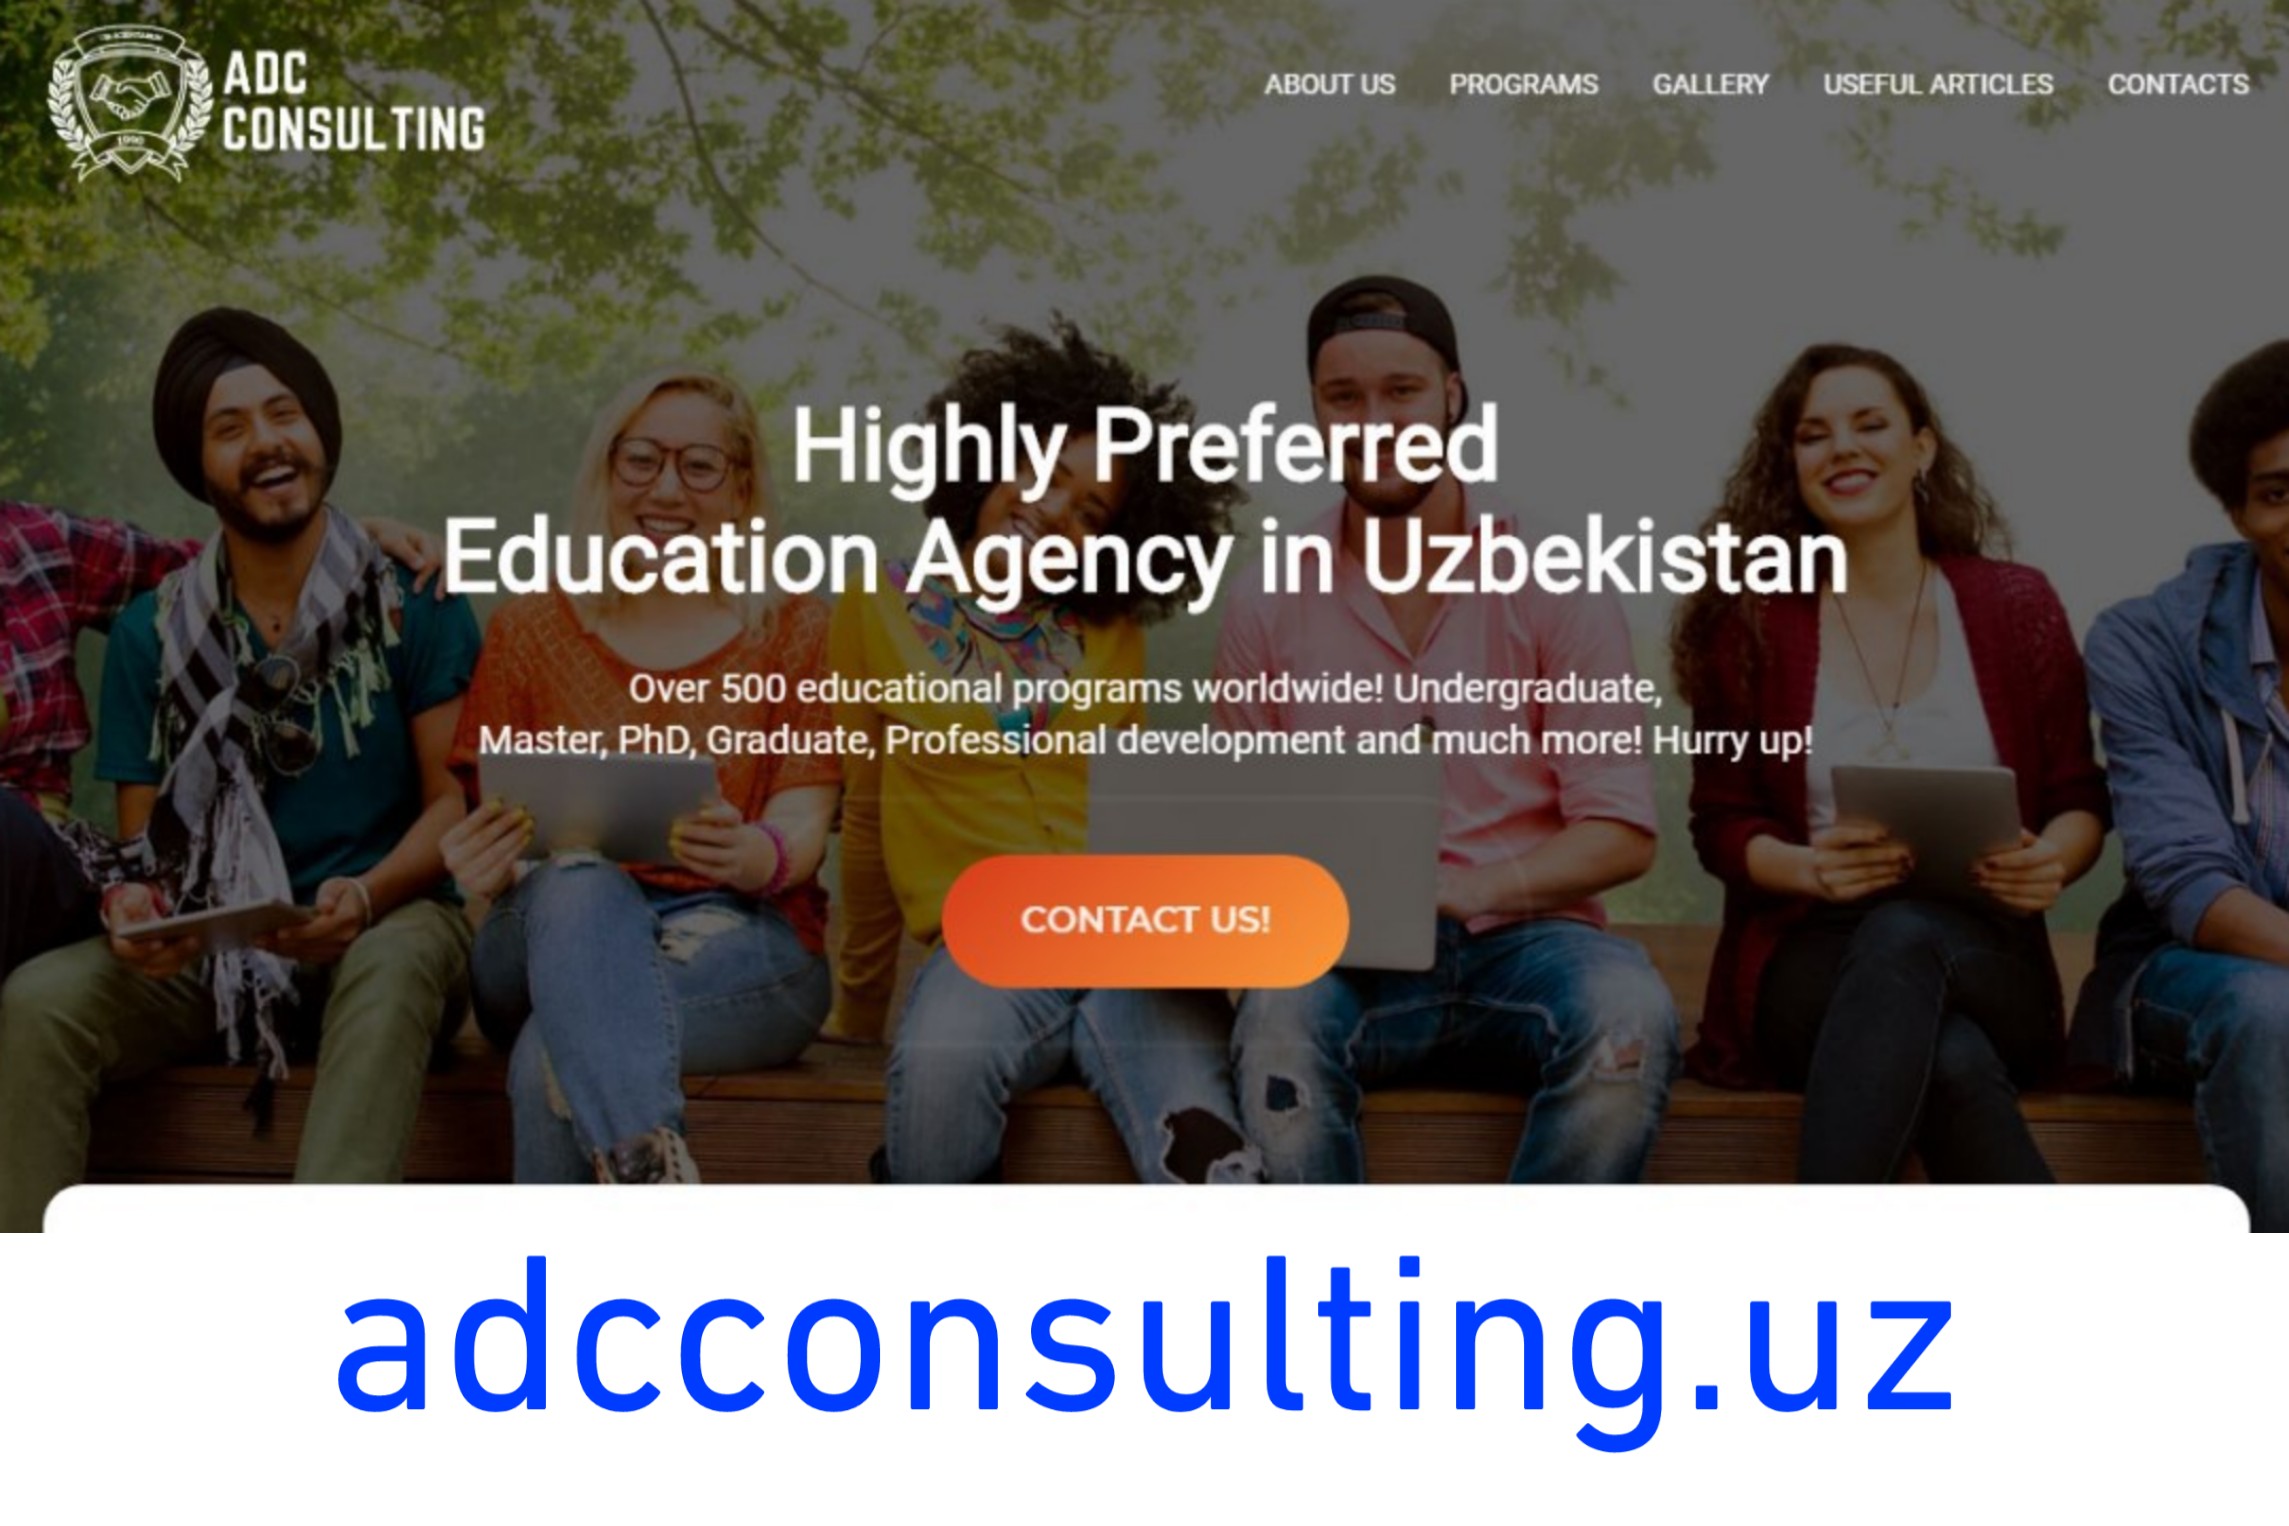 ADC
CONSULTING
ABOUT US PROGRAMS GALLERY USEFUL ARTICLES CONTACTS
Highly Preferred
Education Agency in Uzbekistan
Over 500 educational programs worldwide! Undergraduate,
Master, PhD, Graduate, Professional development and much more! Hurry up!
CONTACT US!
adcconsulting.uz